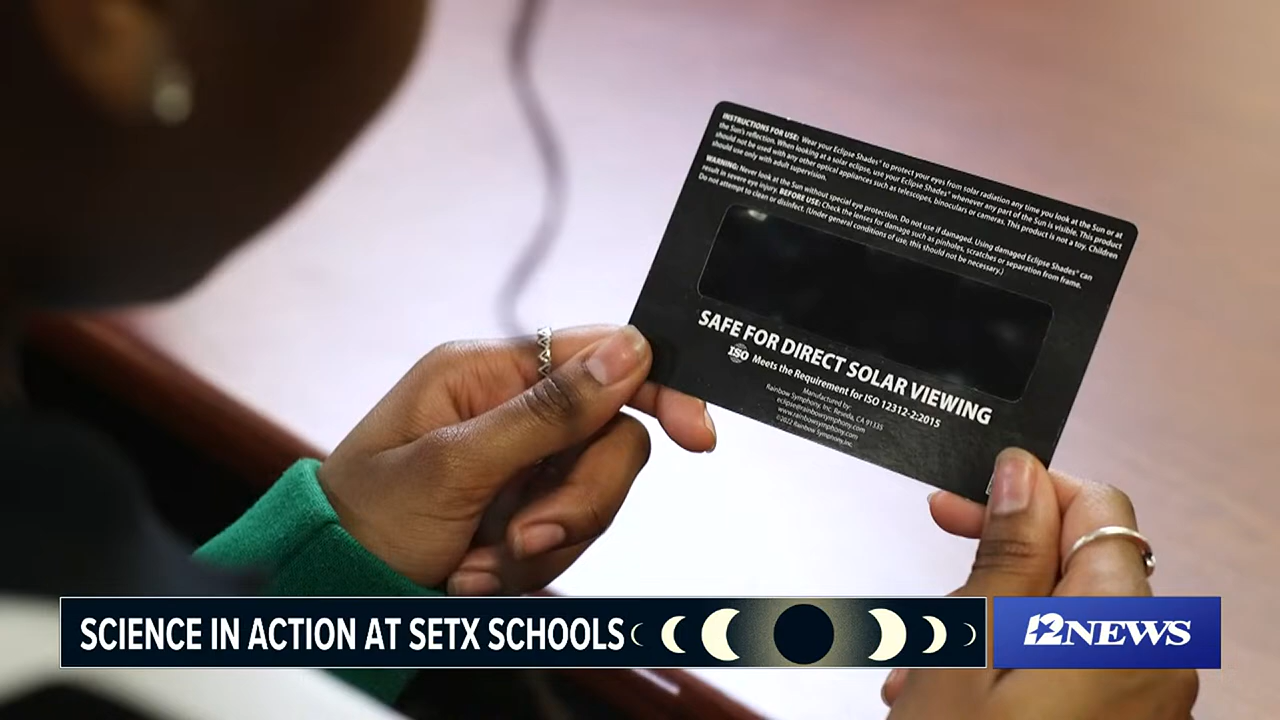 INSTRUCTIONS FOR USE: Wear your Eclipse Shades® to protect your eyes from solar radiation any time you look at the Sun or at
the Sun's reflection. When looking at a solar eclipse, use your Eclipse Shades® whenever any part of the Sun is visible. This product
should not be used with any other optical appliances such as telescopes, binoculars or cameras. This product is not a toy. Children
should use only with adult supervision.
WARNING: Never look at the Sun without special eye protection. Do not use if damaged. Using damaged Eclipse Shades® can
result in severe eye injury. BEFORE USE: Check the lenses for damage such as pinholes, scratches or separation from frame.
Do not attempt to clean or disinfect. (Under general conditions of use, this should not be necessary.)
SAFE FOR DIRECT SOLAR VIEWING
ISO Meets the Requirement for ISO 12312-2:2015
Manufactured by:
Rainbow Symphony, Inc. Reseda, CA 91335
eclipse@rainbowsymphony.com
www.rainbowsymphony.com
©2022 Rainbow Symphony, Inc.
SCIENCE IN ACTION AT SETX SCHOOLS
12NEWS